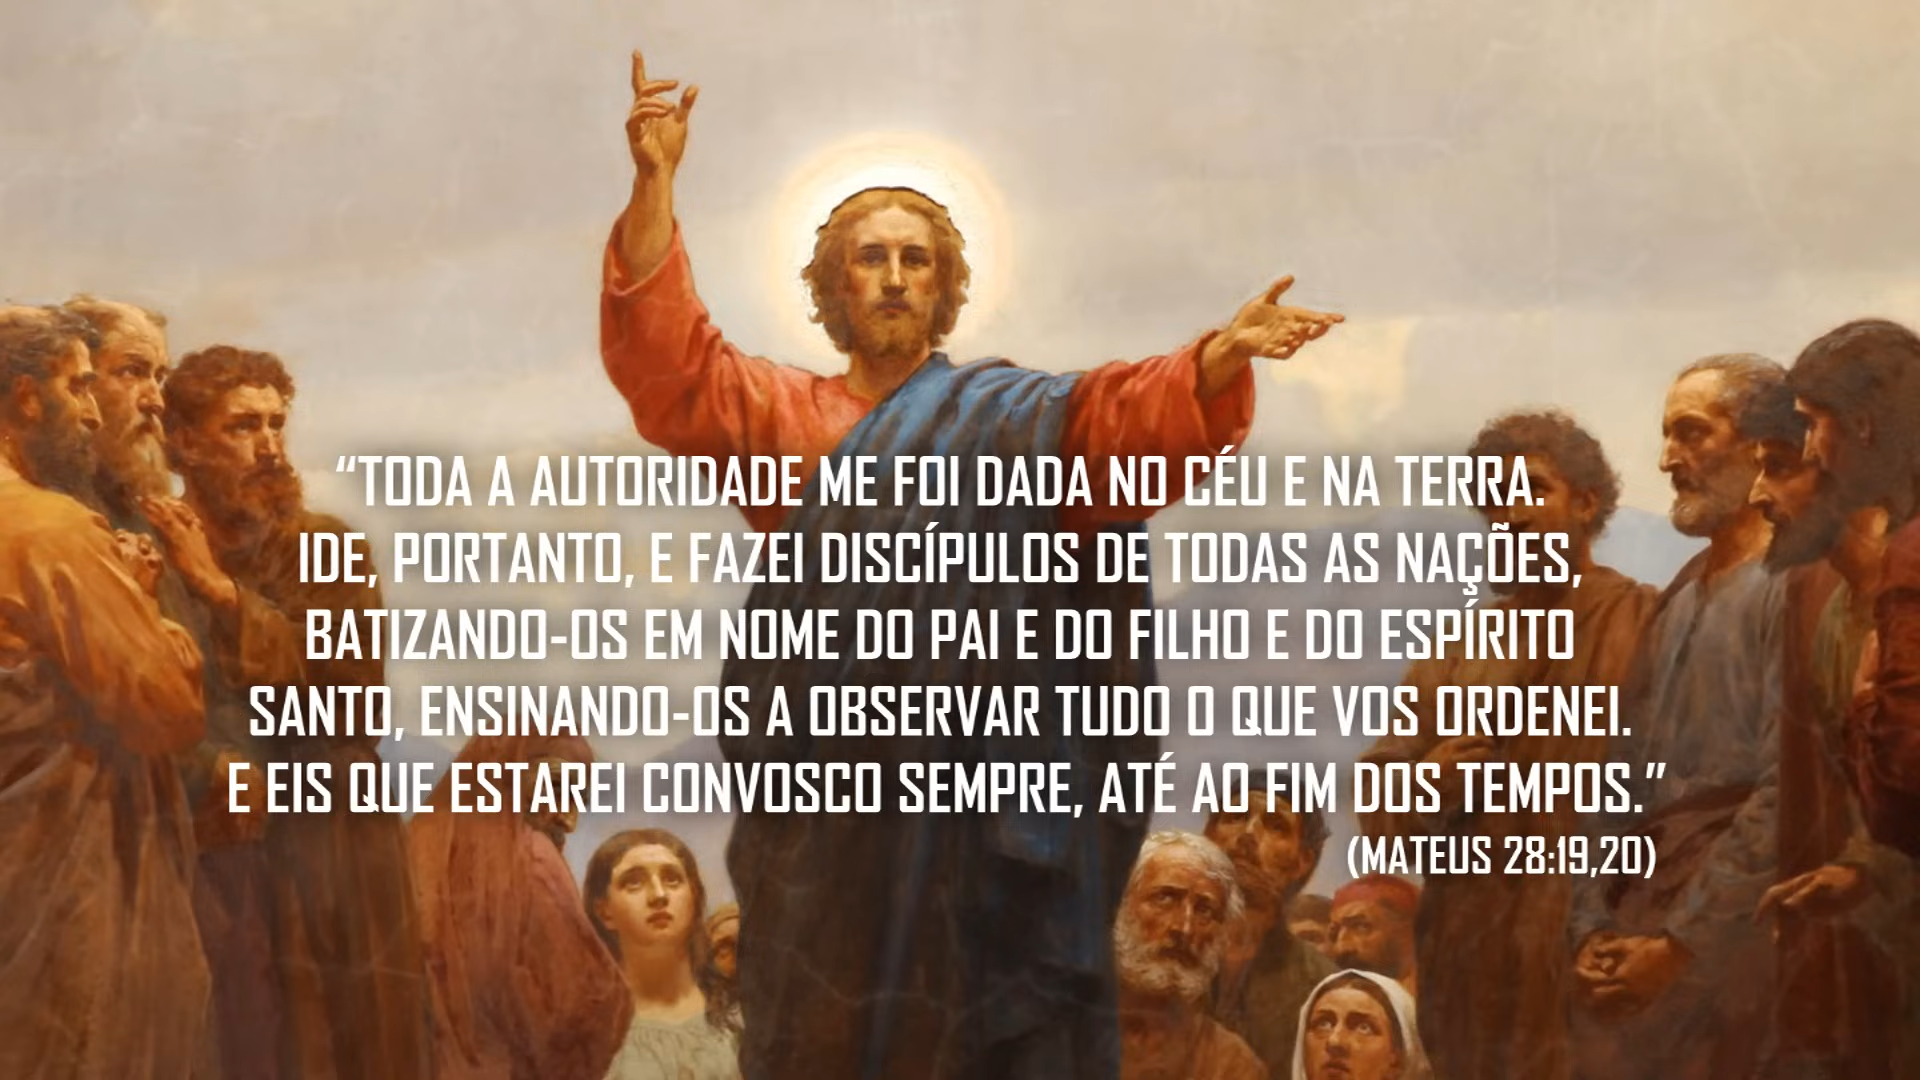 “TODA A AUTORIDADE ME FOI DADA NO CÉU E NA TERRA.
IDE, PORTANTO, E FAZEI DISCÍPULOS DE TODAS AS NAÇÕES,
BATIZANDO-OS EM NOME DO PAI E DO FILHO E DO ESPÍRITO
SANTO, ENSINANDO-OS A OBSERVAR TUDO O QUE VOS ORDENEI.
E EIS QUE ESTAREI CONVOSCO SEMPRE, ATÉ AO FIM DOS TEMPOS.”
(MATEUS 28:19,20)